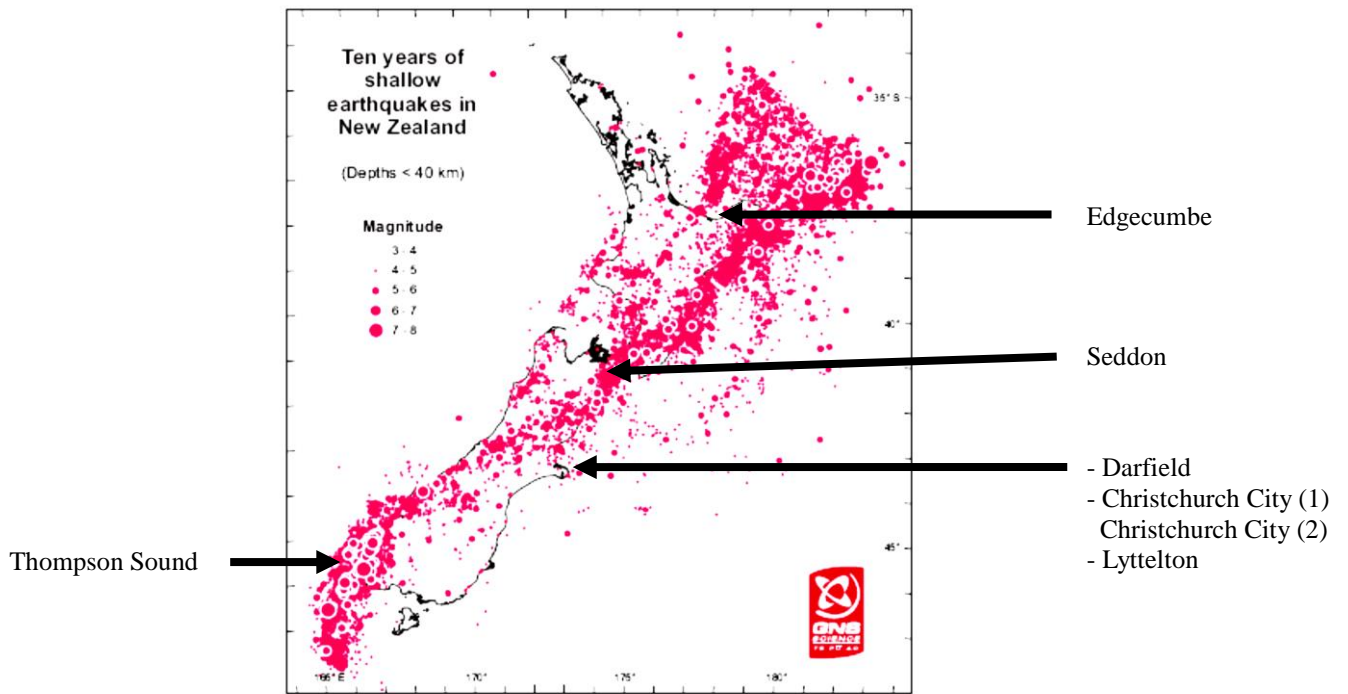 Ten years of
shallow
earthquakes in
New Zealand
(Depths < 40 km)
Magnitude
3 - 4
4 - 5
5 - 6
6 - 7
7 - 8
35° S
40°
45°
165° E
170°
175°
180°
Edgecumbe
Seddon
- Darfield
- Christchurch City (1)
Christchurch City (2)
- Lyttelton
Thompson Sound
GNS
SCIENCE